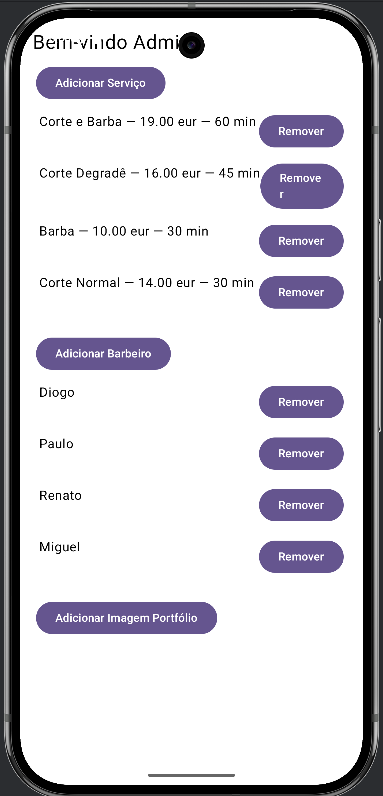 Bem-vindo Admi
Adicionar Serviço
Corte e Barba — 19.00 eur — 60 min
Remover
Corte Degradê — 16.00 eur — 45 min
Remove
r
Barba — 10.00 eur — 30 min
Remover
Corte Normal — 14.00 eur — 30 min
Remover
Adicionar Barbeiro
Diogo
Remover
Paulo
Remover
Renato
Remover
Miguel
Remover
Adicionar Imagem Portfólio